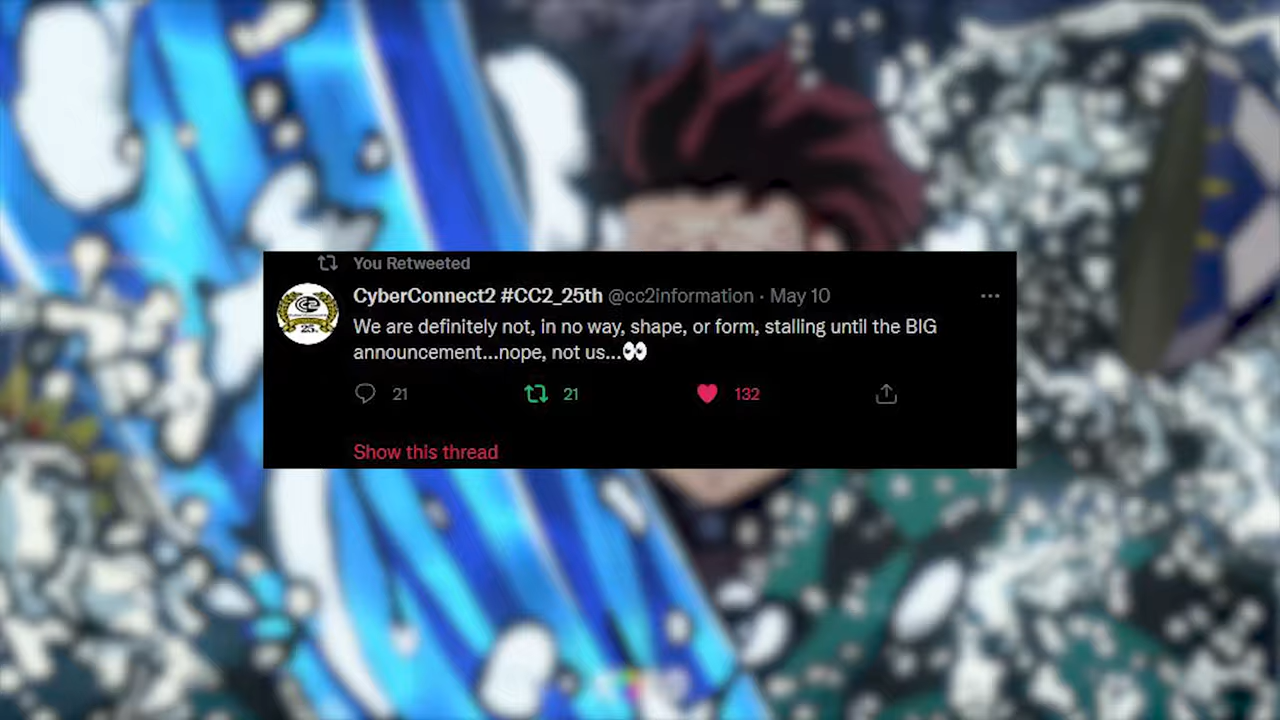 You Retweeted
CyberConnect2 #CC2_25th @cc2information · May 10
We are definitely not, in no way, shape, or form, stalling until the BIG
announcement...nope, not us...👀
21 21 132
Show this thread